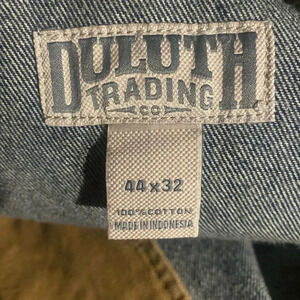 DULUTH
TRADING
CO
44 x 32
100% COTTON
MADE IN INDONESIA